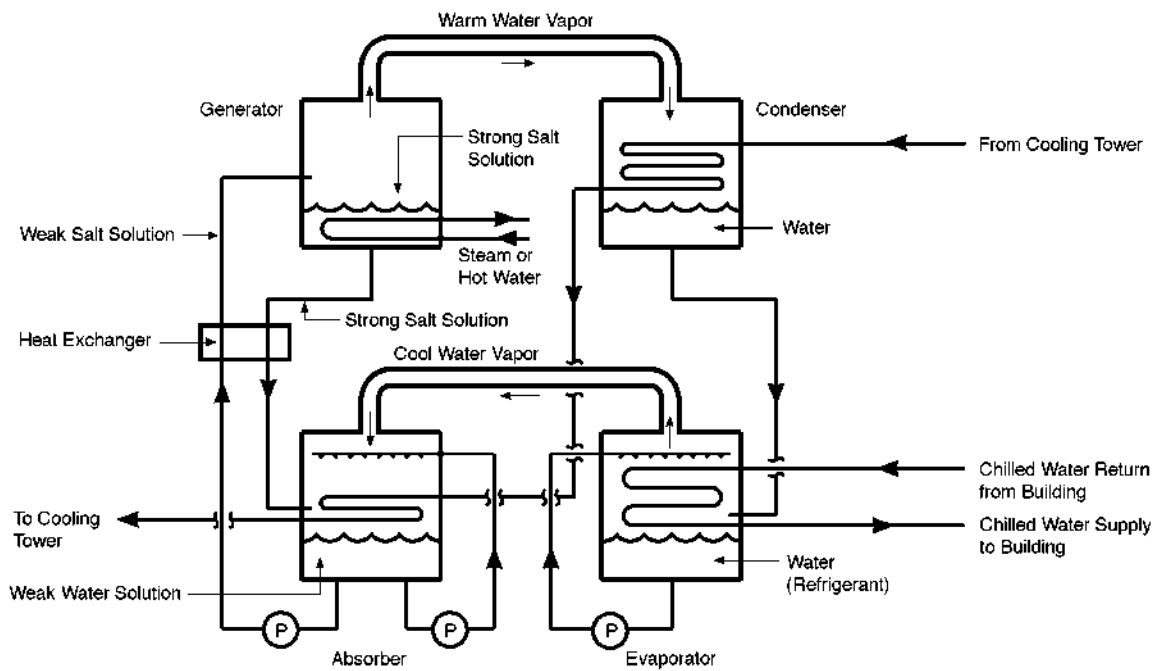 Warm Water Vapor
Generator
Condenser
Strong Salt
Solution
From Cooling Tower
Weak Salt Solution
Water
Steam or
Hot Water
Strong Salt Solution
Heat Exchanger
Cool Water Vapor
Chilled Water Return
from Building
To Cooling
Tower
Chilled Water Supply
to Building
Weak Water Solution
Water
(Refrigerant)
P
P
P
Absorber
Evaporator